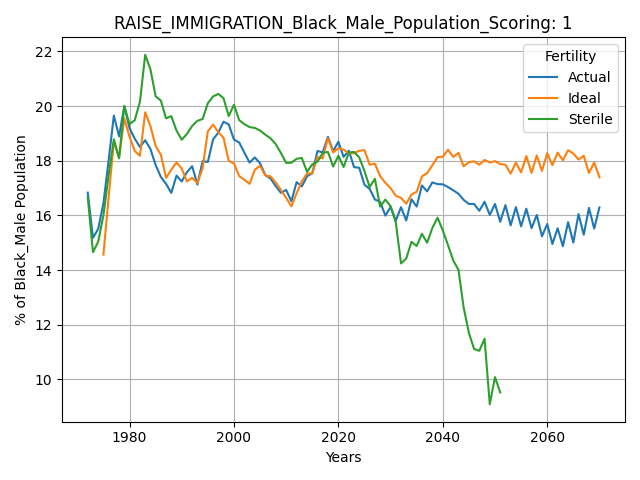 RAISE_IMMIGRATION_Black_Male_Population_Scoring: 1
Fertility
Actual
Ideal
Sterile
% of Black_Male Population
22
20
18
16
14
12
10
1980
2000
2020
2040
2060
Years